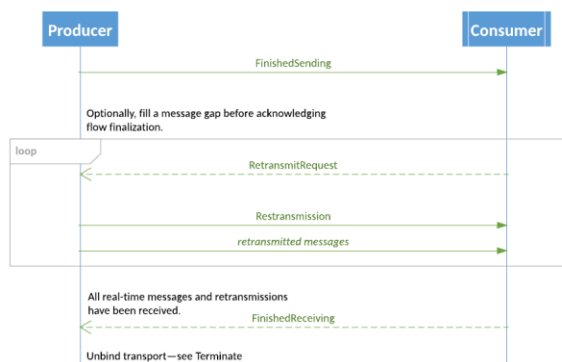 Producer
Consumer
FinishedSending
Optionally, fill a message gap before acknowledging
flow finalization.
loop
RetransmitRequest
Restransmission
retransmitted messages
All real-time messages and retransmissions
have been received.
FinishedReceiving
Unbind transport—see Terminate